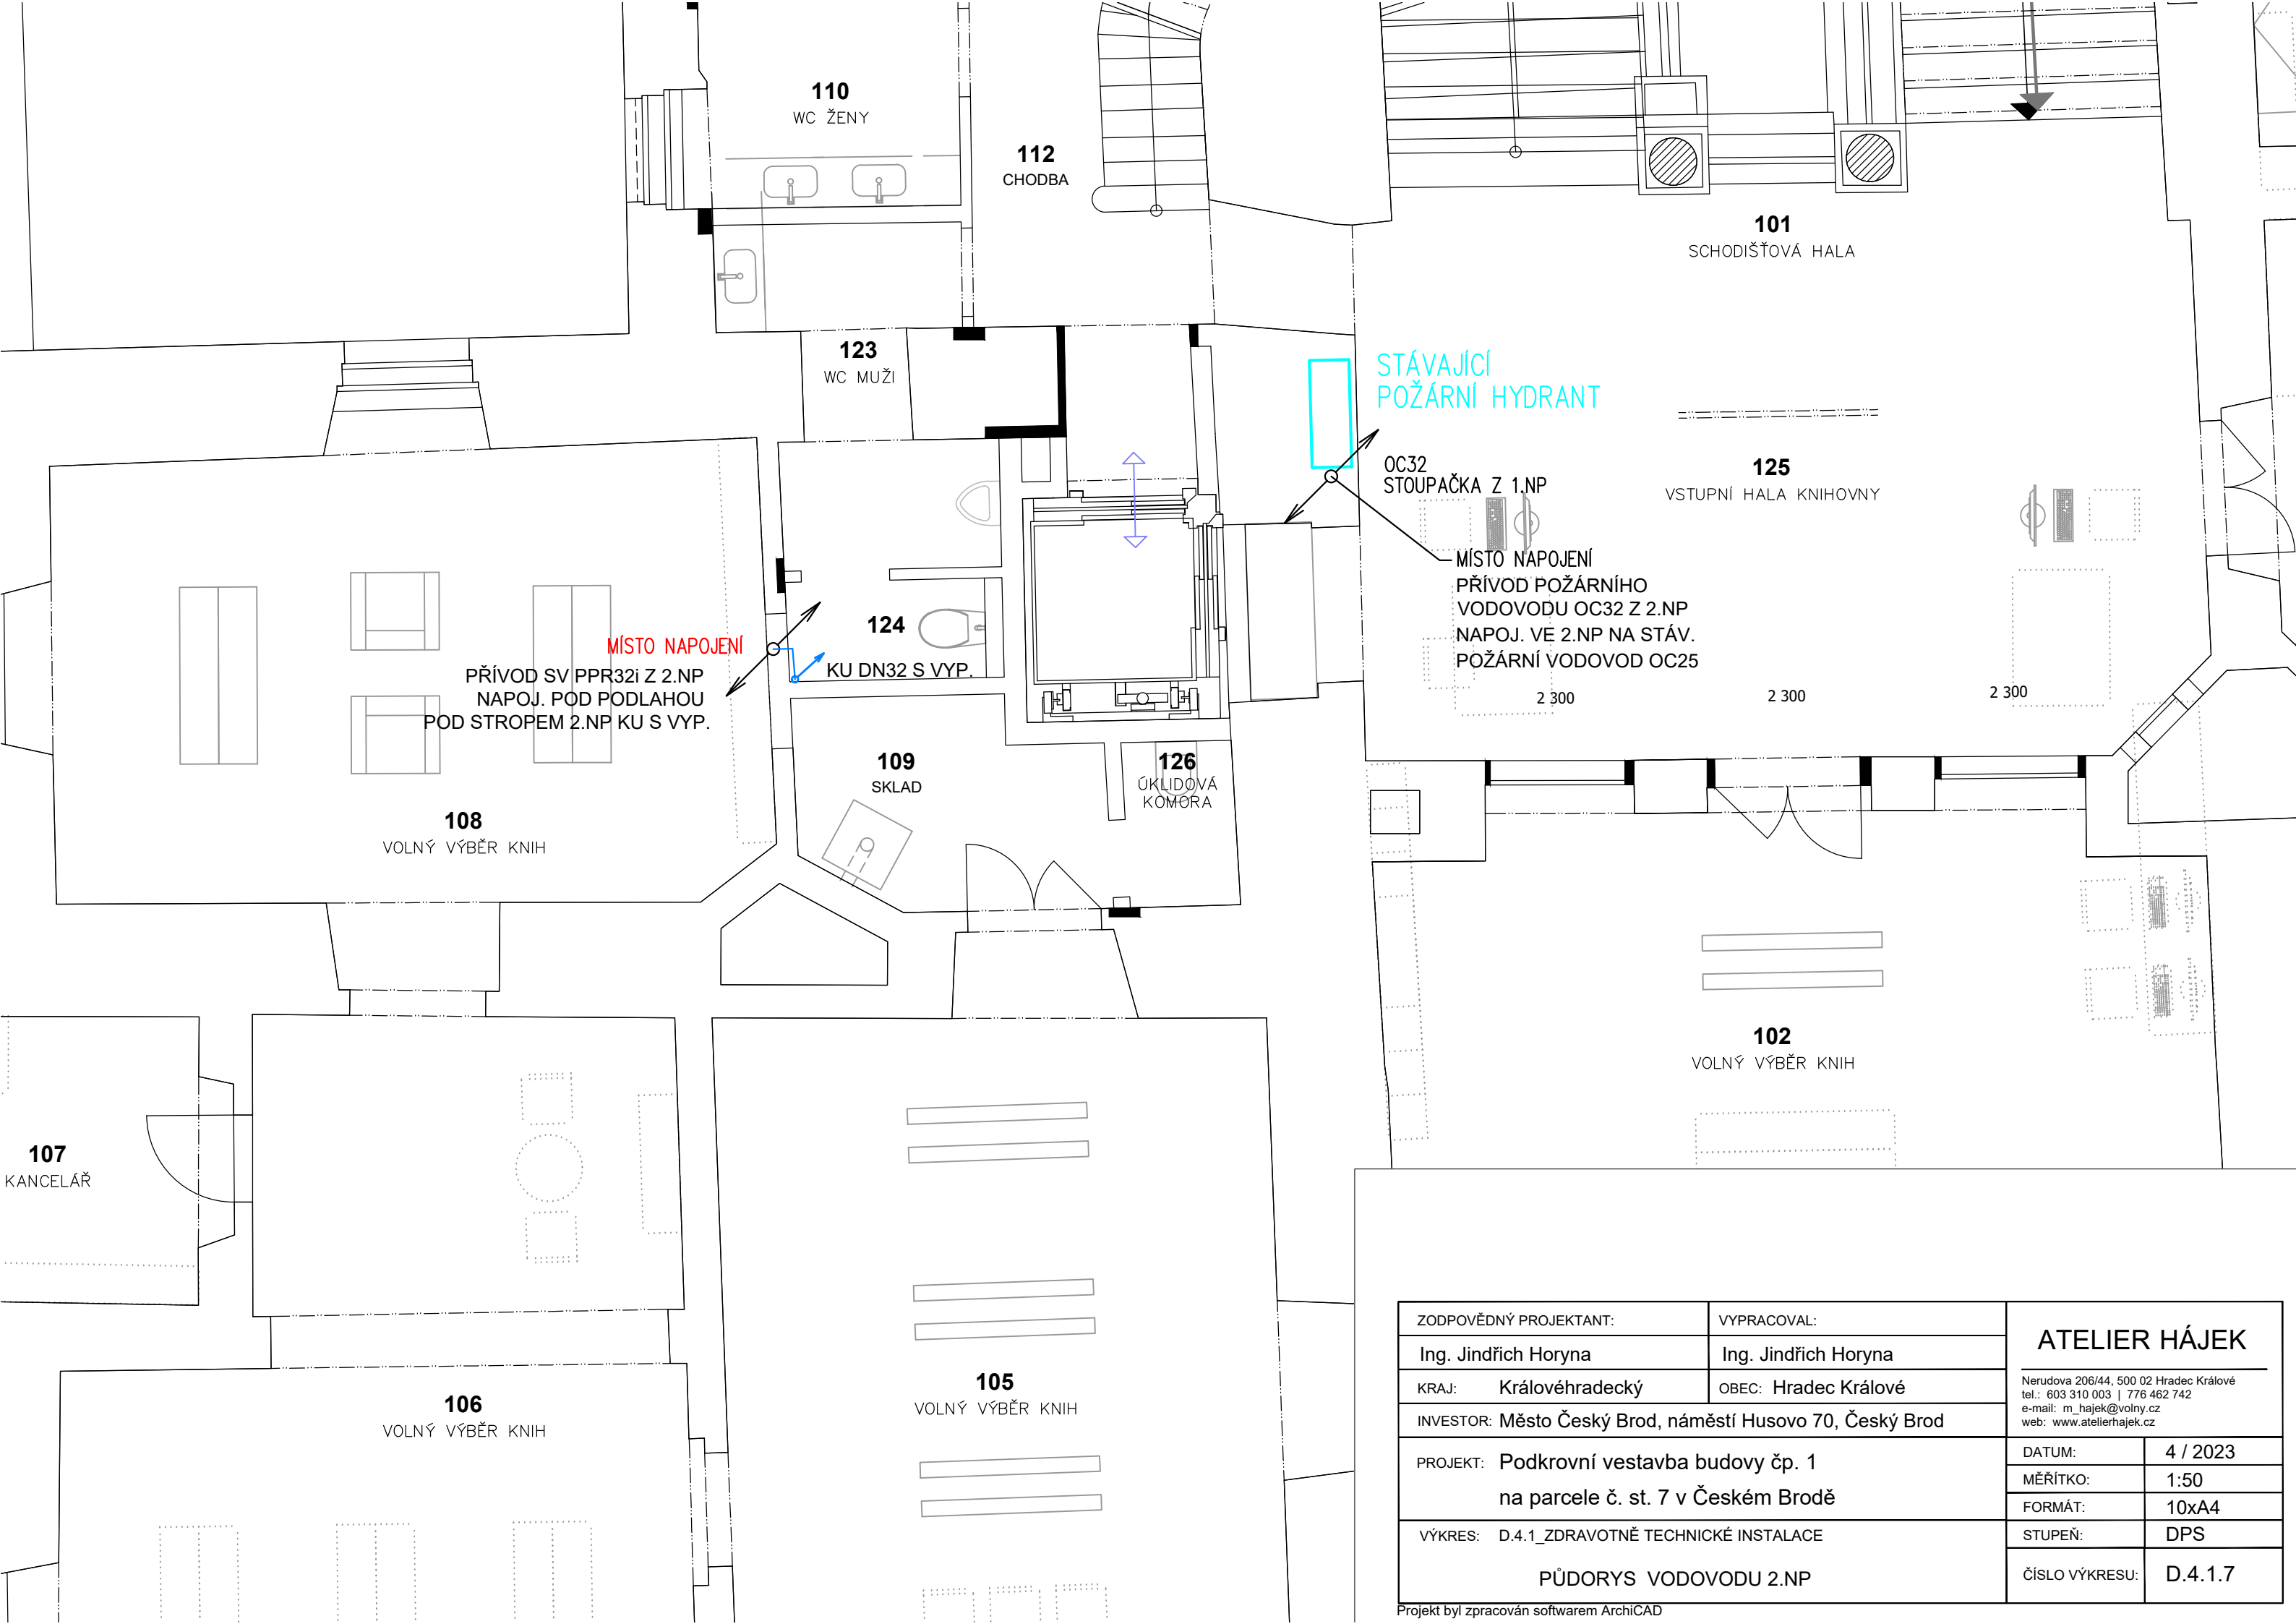 110
WC ŽENY
112
CHODBA
101
SCHODIŠŤOVÁ HALA
123
WC MUŽI
STÁVAJÍCÍ
POŽÁRNÍ HYDRANT
OC32
STOUPAČKA Z 1.NP
125
VSTUPNÍ HALA KNIHOVNY
MÍSTO NAPOJENÍ
PŘÍVOD POŽÁRNÍHO
VODOVODU OC32 Z 2.NP
NAPOJ. VE 2.NP NA STÁV.
POŽÁRNÍ VODOVOD OC25
2 300
2 300
2 300
124
MÍSTO NAPOJENÍ
PŘÍVOD SV PPR32i Z 2.NP
NAPOJ. POD PODLAHOU
POD STROPEM 2.NP KU S VYP.
KU DN32 S VYP.
109
SKLAD
126
ÚKLIDOVÁ
KOMORA
108
VOLNÝ VÝBĚR KNIH
102
VOLNÝ VÝBĚR KNIH
107
KANCELÁŘ
105
VOLNÝ VÝBĚR KNIH
106
VOLNÝ VÝBĚR KNIH
ZODPOVĚDNÝ PROJEKTANT:
VYPRACOVAL:
Ing. Jindřich Horyna
Ing. Jindřich Horyna
KRAJ: Královéhradecký
OBEC: Hradec Králové
INVESTOR: Město Český Brod, náměstí Husovo 70, Český Brod
PROJEKT: Podkrovní vestavba budovy čp. 1
na parcele č. st. 7 v Českém Brodě
VÝKRES: D.4.1_ZDRAVOTNĚ TECHNICKÉ INSTALACE
PŮDORYS VODOVODU 2.NP
ATELIER HÁJEK
Nerudova 206/44, 500 02 Hradec Králové
tel.: 603 310 003 | 776 462 742
e-mail: m_hajek@volny.cz
web: www.atelierhajek.cz
DATUM: 4 / 2023
MĚŘÍTKO: 1:50
FORMÁT: 10xA4
STUPEŇ: DPS
ČÍSLO VÝKRESU: D.4.1.7
Projekt byl zpracován softwarem ArchiCAD